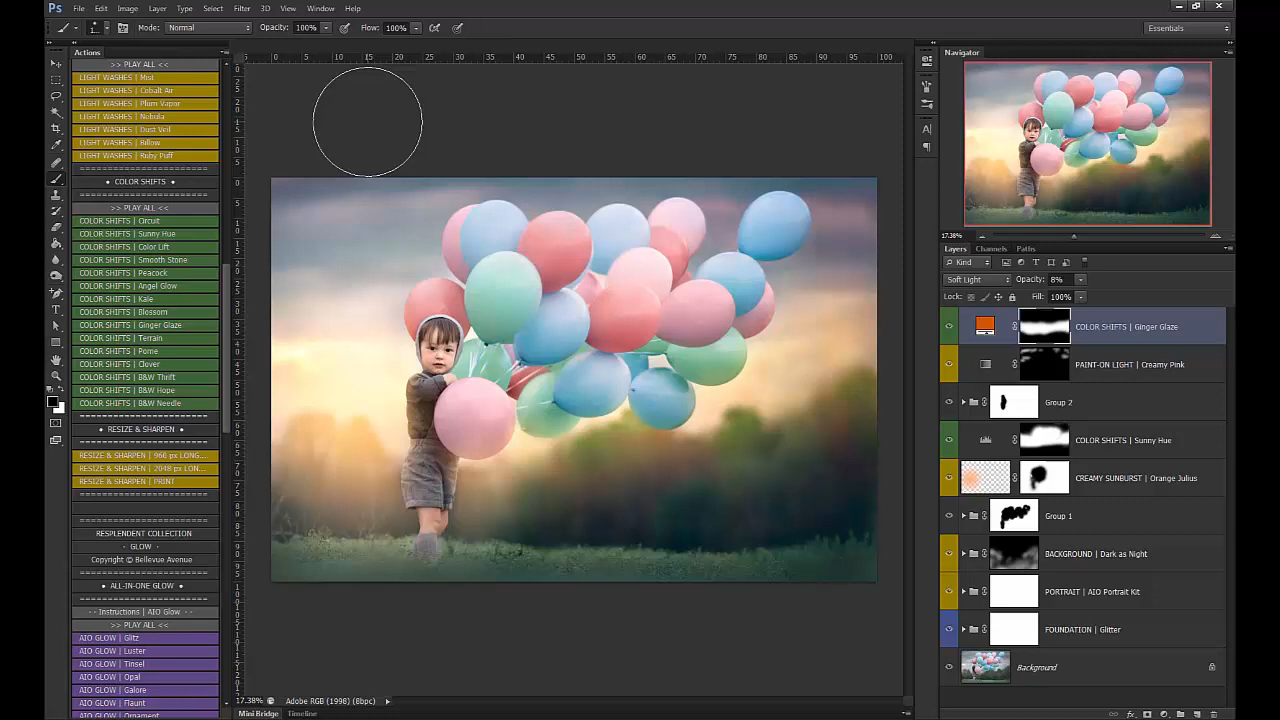 Ps File Edit Image Layer Type Select Filter 3D View Window Help
Mode: Normal Opacity: 100% Flow: 100% Essentials
Actions
>> PLAY ALL <<
LIGHT WASHES | Mist
LIGHT WASHES | Cobalt Air
LIGHT WASHES | Plum Vapor
LIGHT WASHES | Nebula
LIGHT WASHES | Dust Veil
LIGHT WASHES | Billow
LIGHT WASHES | Ruby Puff
• COLOR SHIFTS •
>> PLAY ALL <<
COLOR SHIFTS | Circuit
COLOR SHIFTS | Sunny Hue
COLOR SHIFTS | Color Lift
COLOR SHIFTS | Smooth Stone
COLOR SHIFTS | Peacock
COLOR SHIFTS | Angel Glow
COLOR SHIFTS | Kale
COLOR SHIFTS | Blossom
COLOR SHIFTS | Ginger Glaze
COLOR SHIFTS | Terrain
COLOR SHIFTS | Pome
COLOR SHIFTS | Clover
COLOR SHIFTS | B&W Thrift
COLOR SHIFTS | B&W Hope
COLOR SHIFTS | B&W Needle
• RESIZE & SHARPEN •
RESIZE & SHARPEN | 960 px LONG....
RESIZE & SHARPEN | 2048 px LON...
RESIZE & SHARPEN | PRINT
RESPLENDENT COLLECTION
- GLOW -
Copyright © Bellevue Avenue
• ALL-IN-ONE GLOW •
-- Instructions | AIO Glow --
>> PLAY ALL <<
AIO GLOW | Glitz
AIO GLOW | Luster
AIO GLOW | Tinsel
AIO GLOW | Opal
AIO GLOW | Galore
AIO GLOW | Flaunt
AIO GLOW | Ornament
17.38% Adobe RGB (1998) (8bpc)
Mini Bridge Timeline
Navigator
17.38%
Layers Channels Paths
Kind
Soft Light Opacity: 8%
Lock: Fill: 100%
COLOR SHIFTS | Ginger Glaze
PAINT-ON LIGHT | Creamy Pink
Group 2
COLOR SHIFTS | Sunny Hue
CREAMY SUNBURST | Orange Julius
Group 1
BACKGROUND | Dark as Night
PORTRAIT | AIO Portrait Kit
FOUNDATION | Glitter
Background